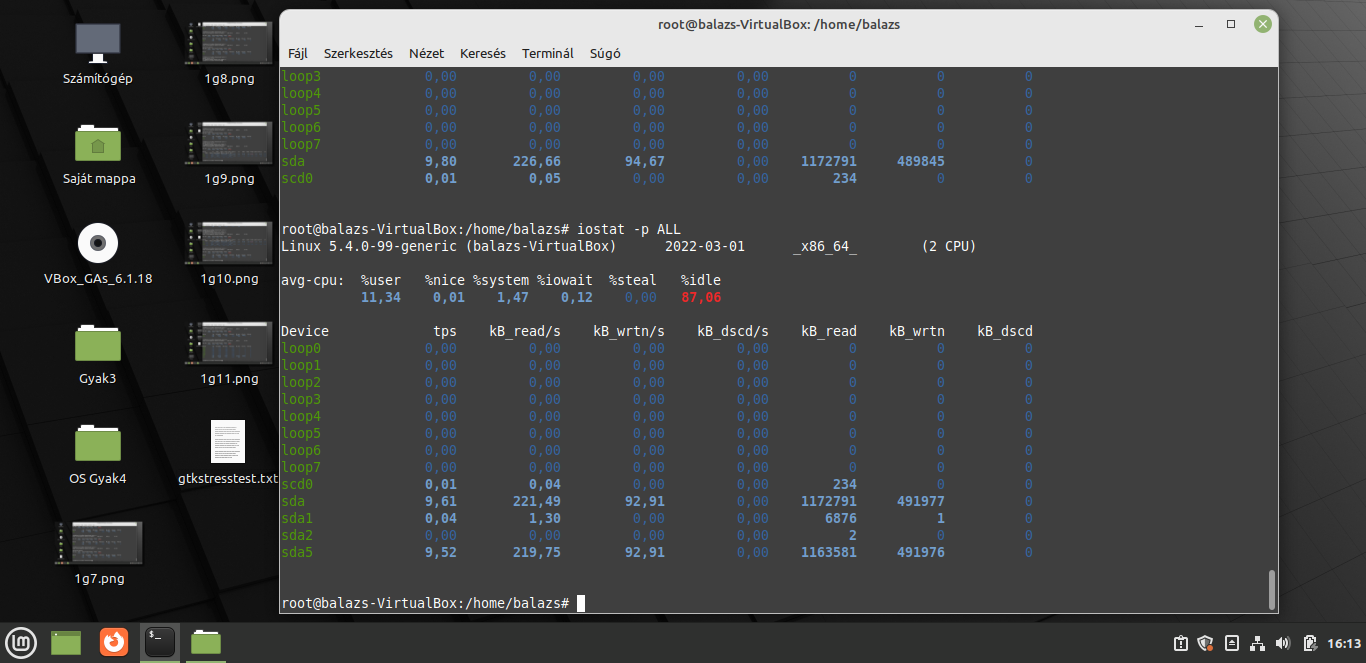 root@balazs-VirtualBox: /home/balazs
Fájl Szerkesztés Nézet Keresés Terminál Súgó
loop3 0,00 0,00 0,00 0,00 0 0 0
loop4 0,00 0,00 0,00 0,00 0 0 0
loop5 0,00 0,00 0,00 0,00 0 0 0
loop6 0,00 0,00 0,00 0,00 0 0 0
loop7 0,00 0,00 0,00 0,00 0 0 0
sda 9,80 226,66 94,67 0,00 1172791 489845 0
scd0 0,01 0,05 0,00 0,00 234 0 0
root@balazs-VirtualBox:/home/balazs# iostat -p ALL
Linux 5.4.0-99-generic (balazs-VirtualBox) 2022-03-01 _x86_64_ (2 CPU)
avg-cpu: %user %nice %system %iowait %steal %idle
11,34 0,01 1,47 0,12 0,00 87,06
Device tps kB_read/s kB_wrtn/s kB_dscd/s kB_read kB_wrtn kB_dscd
loop0 0,00 0,00 0,00 0,00 0 0 0
loop1 0,00 0,00 0,00 0,00 0 0 0
loop2 0,00 0,00 0,00 0,00 0 0 0
loop3 0,00 0,00 0,00 0,00 0 0 0
loop4 0,00 0,00 0,00 0,00 0 0 0
loop5 0,00 0,00 0,00 0,00 0 0 0
loop6 0,00 0,00 0,00 0,00 0 0 0
loop7 0,00 0,00 0,00 0,00 0 0 0
scd0 0,01 0,04 0,00 0,00 234 0 0
sda 9,61 221,49 92,91 0,00 1172791 491977 0
sda1 0,04 1,30 0,00 0,00 6876 1 0
sda2 0,00 0,00 0,00 0,00 2 0 0
sda5 9,52 219,75 92,91 0,00 1163581 491976 0
root@balazs-VirtualBox:/home/balazs#
Számítógép
1g8.png
Saját mappa
1g9.png
VBox_GAs_6.1.18
1g10.png
Gyak3
1g11.png
OS Gyak4
gtkstresstest.txt
1g7.png
$_
16:13